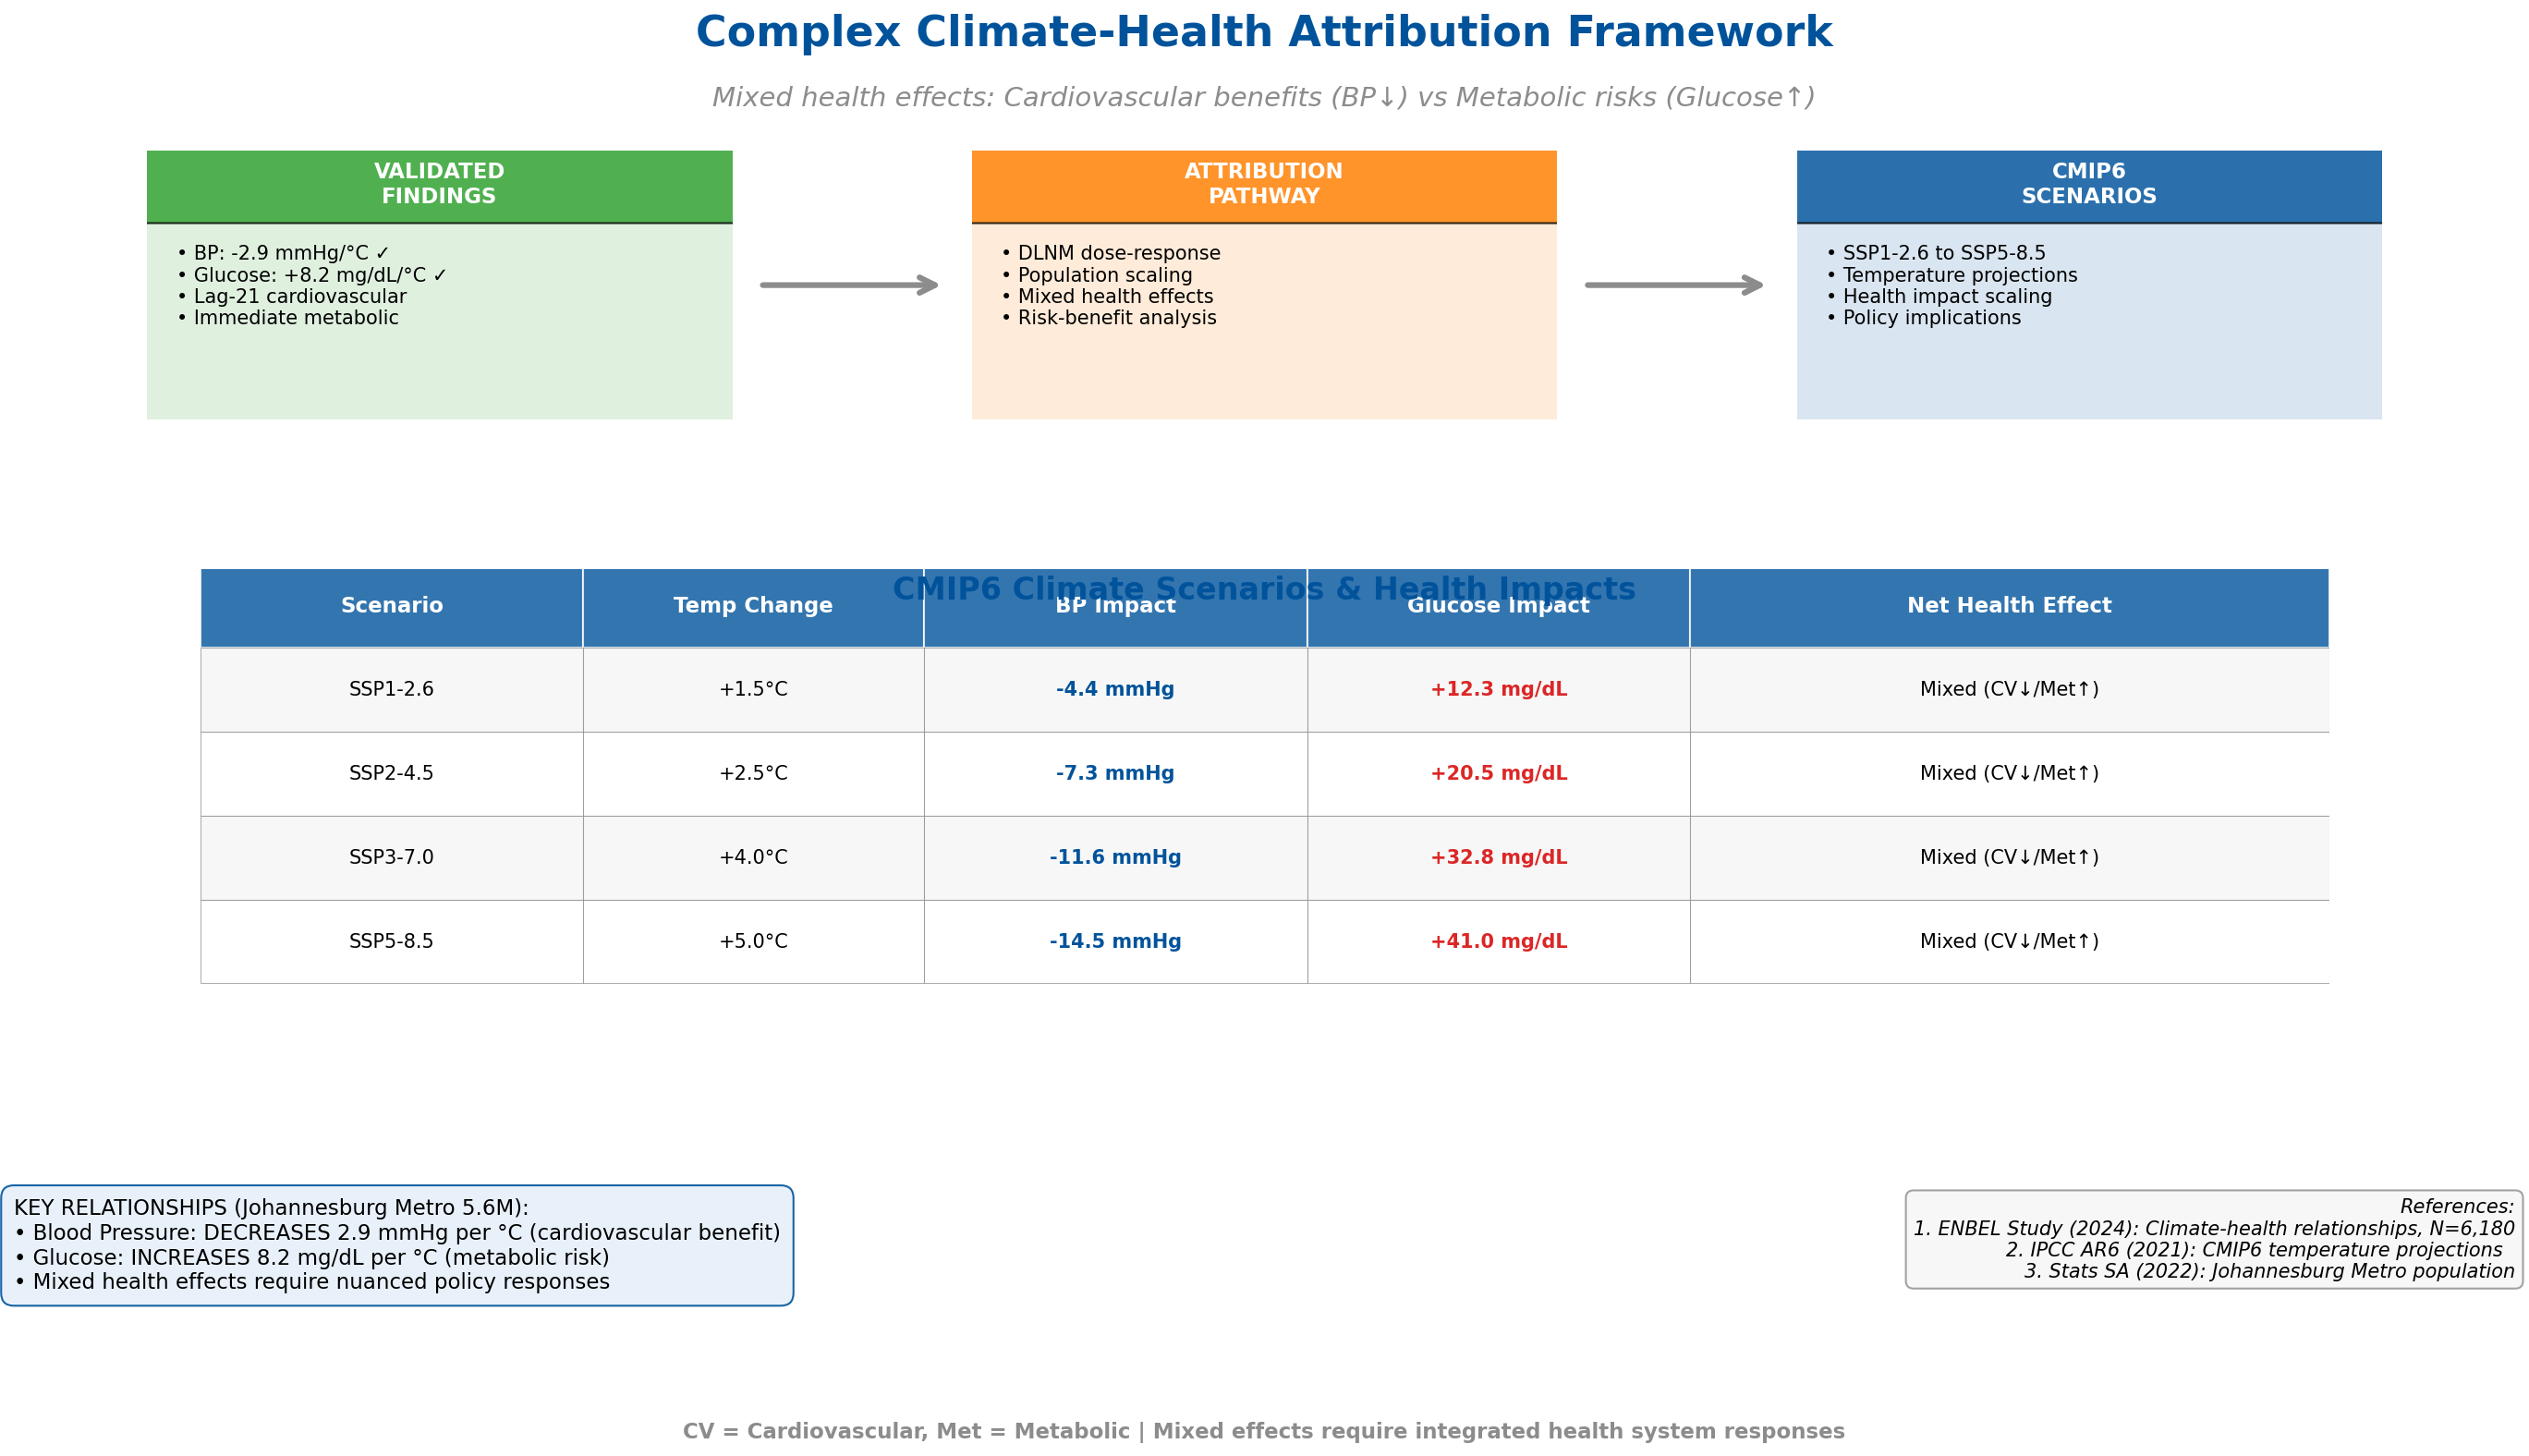 Complex Climate-Health Attribution Framework
Mixed health effects: Cardiovascular benefits (BP↓) vs Metabolic risks (Glucose↑)
VALIDATED
FINDINGS
• BP: -2.9 mmHg/°C ✓
• Glucose: +8.2 mg/dL/°C ✓
• Lag-21 cardiovascular
• Immediate metabolic
ATTRIBUTION
PATHWAY
• DLNM dose-response
• Population scaling
• Mixed health effects
• Risk-benefit analysis
CMIP6
SCENARIOS
• SSP1-2.6 to SSP5-8.5
• Temperature projections
• Health impact scaling
• Policy implications
CMIP6 Climate Scenarios & Health Impacts
Scenario Temp Change BP Impact Glucose Impact Net Health Effect
SSP1-2.6 +1.5°C -4.4 mmHg +12.3 mg/dL Mixed (CV↓/Met↑)
SSP2-4.5 +2.5°C -7.3 mmHg +20.5 mg/dL Mixed (CV↓/Met↑)
SSP3-7.0 +4.0°C -11.6 mmHg +32.8 mg/dL Mixed (CV↓/Met↑)
SSP5-8.5 +5.0°C -14.5 mmHg +41.0 mg/dL Mixed (CV↓/Met↑)
KEY RELATIONSHIPS (Johannesburg Metro 5.6M):
• Blood Pressure: DECREASES 2.9 mmHg per °C (cardiovascular benefit)
• Glucose: INCREASES 8.2 mg/dL per °C (metabolic risk)
• Mixed health effects require nuanced policy responses
References:
1. ENBEL Study (2024): Climate-health relationships, N=6,180
2. IPCC AR6 (2021): CMIP6 temperature projections
3. Stats SA (2022): Johannesburg Metro population
CV = Cardiovascular, Met = Metabolic | Mixed effects require integrated health system responses